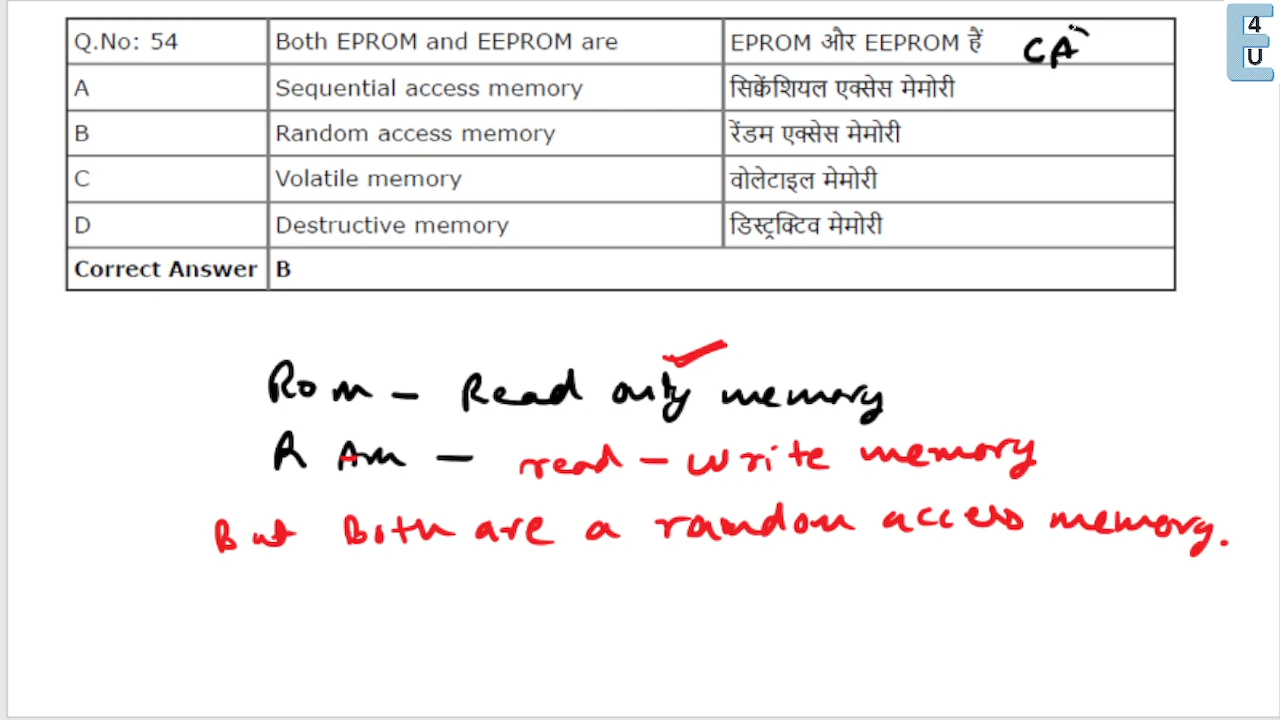 4
U
Q.No: 54 Both EPROM and EEPROM are EPROM और EEPROM हैं CA
A Sequential access memory सिक्वेंशियल एक्सेस मेमोरी
B Random access memory रेंडम एक्सेस मेमोरी
C Volatile memory वोलेटाइल मेमोरी
D Destructive memory डिस्ट्रक्टिव मेमोरी
Correct Answer B
ROM - Read only memory
RAM - read - write memory
But Both are a random access memory.